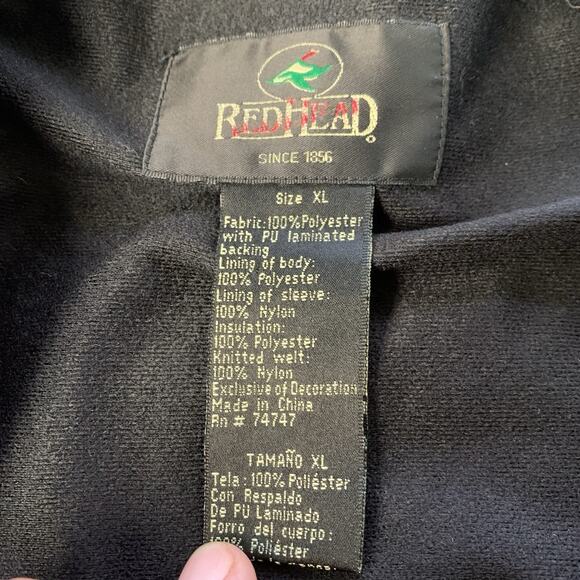 REDHEAD
SINCE 1856
Size XL
Fabric:100%Polyester
with PU laminated
backing
Lining of body:
100% Polyester
Lining of sleeve:
100% Nylon
Insulation:
100% Polyester
Knitted welt:
100% Nylon
Exclusive of Decoration
Made in China
Rn # 74747
TAMAÑO XL
Tela : 100% Poliéster
Con Respaldo
De PU Laminado
Forro del cuerpo:
100% Poliéster